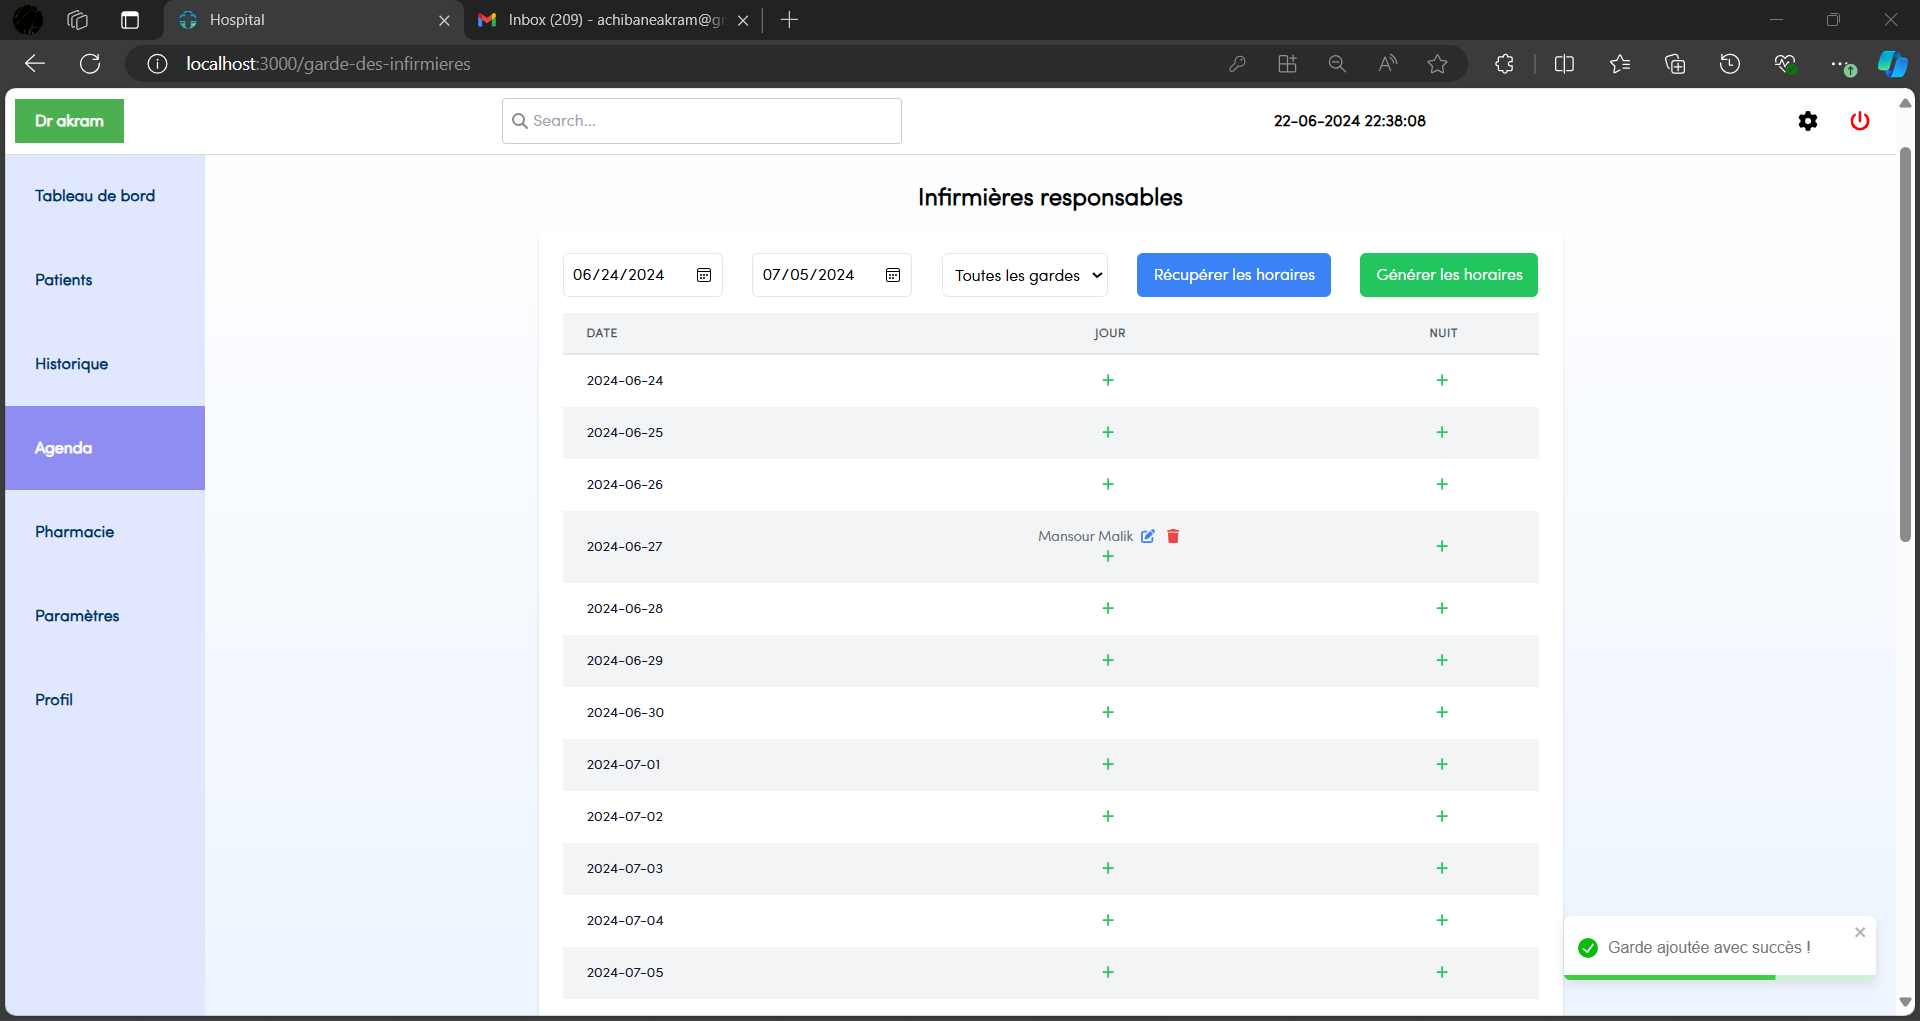 Hospital
Inbox (209) - achibaneakram@g
localhost:3000/garde-des-infirmieres
Dr akram
Search...
22-06-2024 22:38:08
Tableau de bord
Patients
Historique
Agenda
Pharmacie
Paramètres
Profil
Infirmières responsables
06/24/2024
07/05/2024
Toutes les gardes
Récupérer les horaires
Générer les horaires
DATE JOUR NUIT
2024-06-24 + +
2024-06-25 + +
2024-06-26 + +
2024-06-27 Mansour Malik + +
2024-06-28 + +
2024-06-29 + +
2024-06-30 + +
2024-07-01 + +
2024-07-02 + +
2024-07-03 + +
2024-07-04 + +
2024-07-05 + +
Garde ajoutée avec succès !